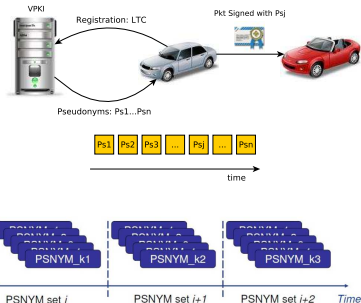 VPKI
Registration: LTC
Pkt Signed with Psj
Pseudonyms: Ps1...Psn
Ps1 Ps2 Ps3 ... Psj ... Psn
time
PSNYM_k1 PSNYM_k2 PSNYM_k3
PSNYM set i PSNYM set i+1 PSNYM set i+2 Time